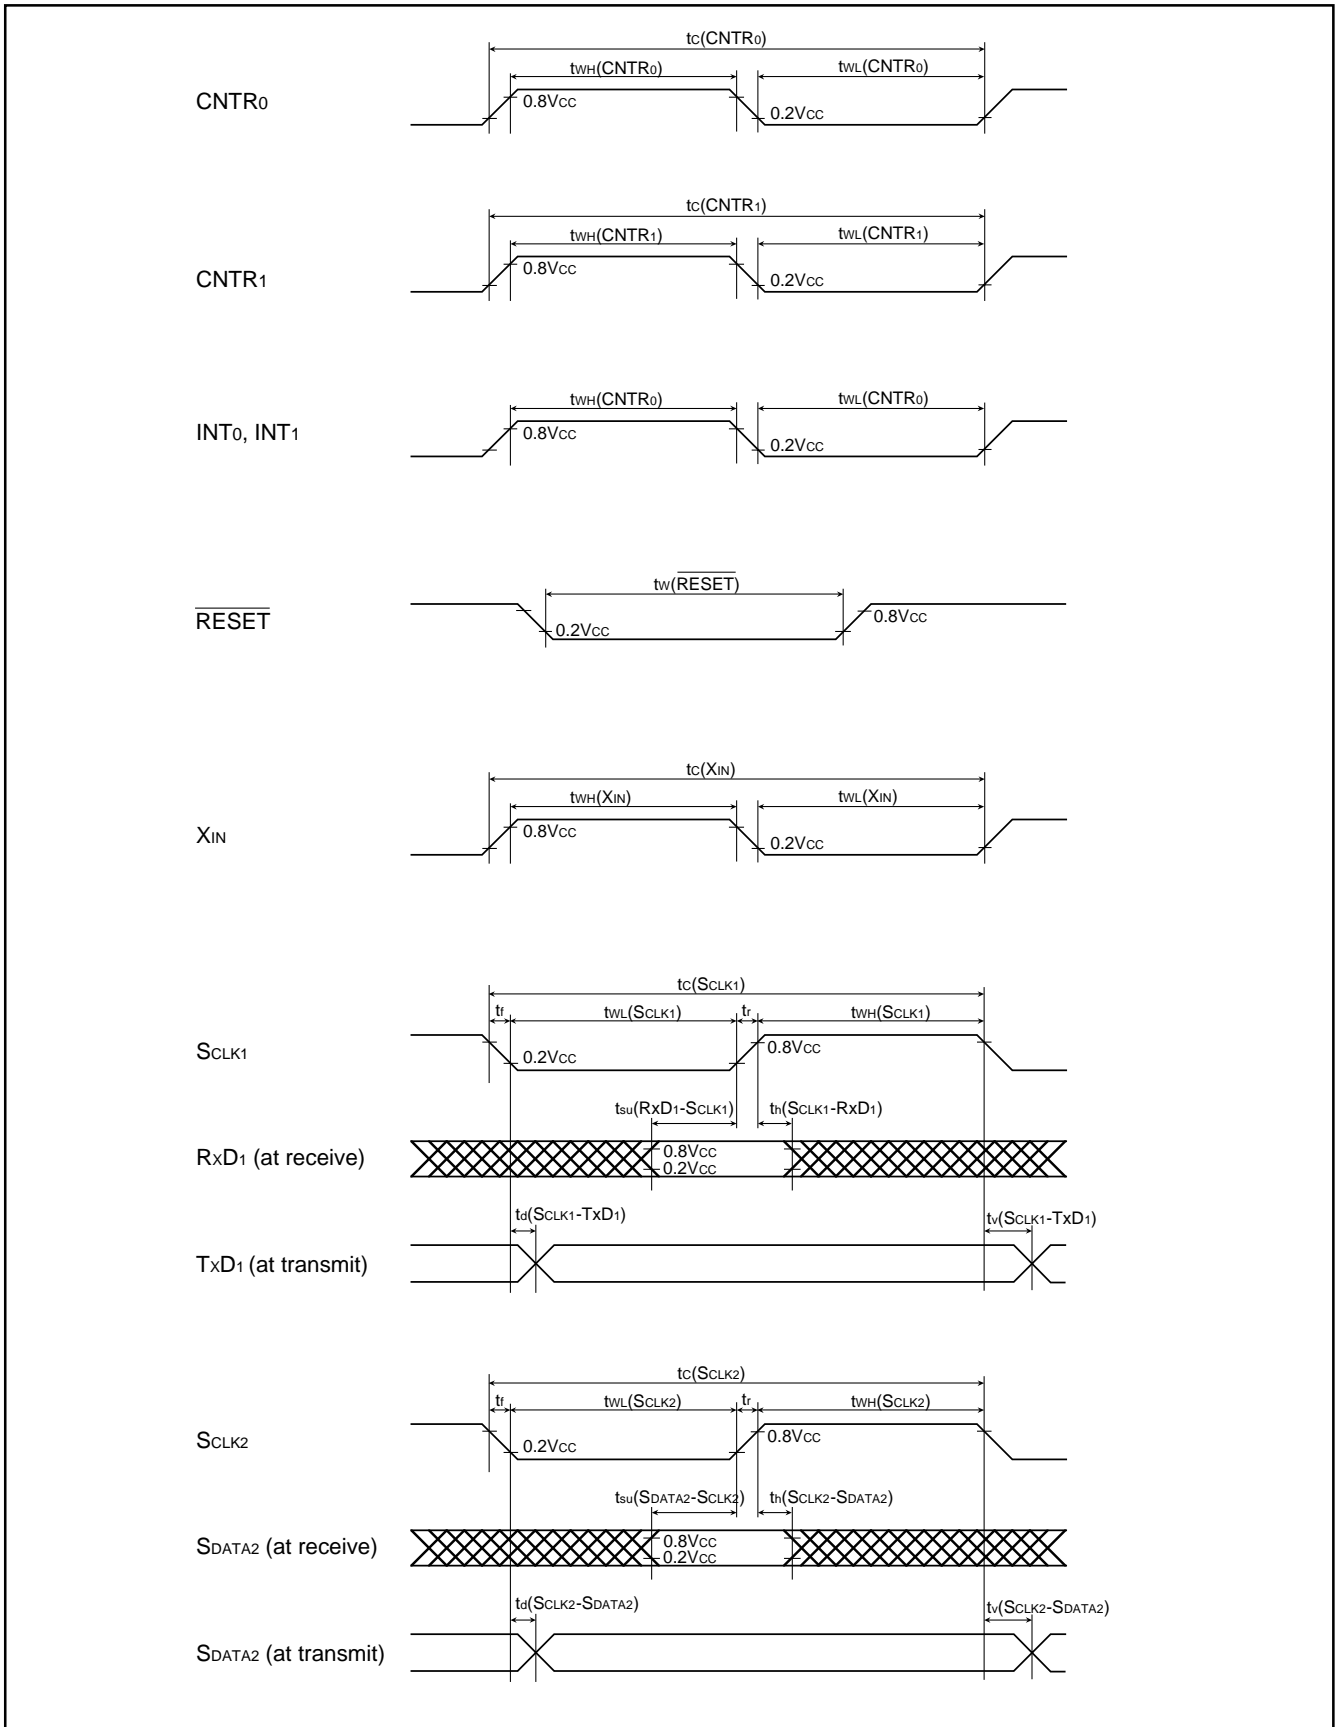 tC(CNTR0)
tWH(CNTR0) tWL(CNTR0)
CNTR0 0.8VCC 0.2VCC
tC(CNTR1)
tWH(CNTR1) tWL(CNTR1)
CNTR1 0.8VCC 0.2VCC
tWH(CNTR0) tWL(CNTR0)
INT0, INT1 0.8VCC 0.2VCC
tW(R̅E̅S̅E̅T̅)
R̅E̅S̅E̅T̅ 0.2VCC 0.8VCC
tC(XIN)
tWH(XIN) tWL(XIN)
XIN 0.8VCC 0.2VCC
tC(SCLK1)
tf tWL(SCLK1) tr tWH(SCLK1)
SCLK1 0.2VCC 0.8VCC
tsu(RxD1-SCLK1) th(SCLK1-RxD1)
RXD1 (at receive) 0.8VCC
0.2VCC
td(SCLK1-TxD1) tv(SCLK1-TxD1)
TXD1 (at transmit)
tC(SCLK2)
tf tWL(SCLK2) tr tWH(SCLK2)
SCLK2 0.2VCC 0.8VCC
tsu(SDATA2-SCLK2) th(SCLK2-SDATA2)
SDATA2 (at receive) 0.8VCC
0.2VCC
td(SCLK2-SDATA2) tv(SCLK2-SDATA2)
SDATA2 (at transmit)